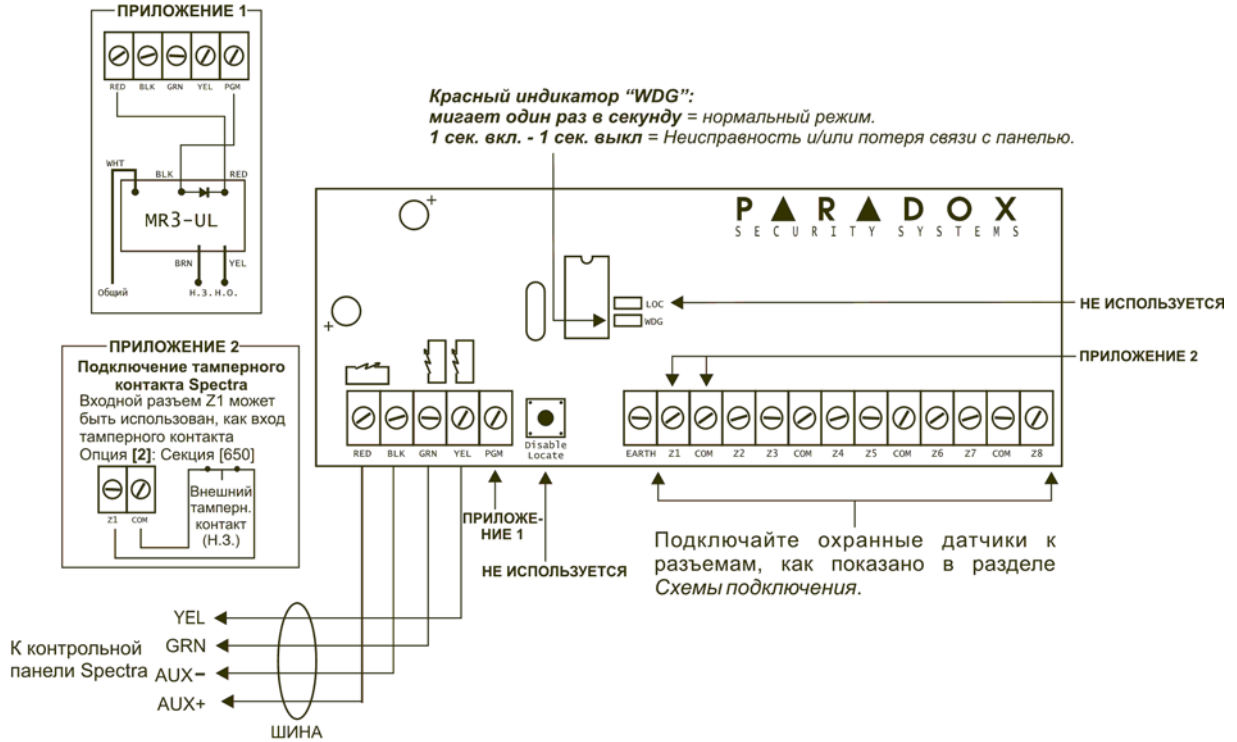 ПРИЛОЖЕНИЕ 1
RED BLK GRN YEL PGM
WHT
BLK
RED
MR3-UL
BRN
YEL
Общий
Н.З. Н.О.
Красный индикатор “WDG”:
мигает один раз в секунду = нормальный режим.
1 сек. вкл. - 1 сек. выкл = Неисправность и/или потеря связи с панелью.
PARADOX
SECURITY SYSTEMS
LOC
WDG
НЕ ИСПОЛЬЗУЕТСЯ
ПРИЛОЖЕНИЕ 2
ПРИЛОЖЕНИЕ 2
Подключение тамперного
контакта Spectra
Входной разъем Z1 может
быть использован, как вход
тамперного контакта
Опция [2]: Секция [650]
Z1 COM
Внешний
тамперн.
контакт
(Н.З.)
RED BLK GRN YEL PGM
Disable
Locate
EARTH Z1 COM Z2 Z3 COM Z4 Z5 COM Z6 Z7 COM Z8
ПРИЛОЖЕ-
НИЕ 1
НЕ ИСПОЛЬЗУЕТСЯ
Подключайте охранные датчики к
разъемам, как показано в разделе
Схемы подключения.
К контрольной
панели Spectra
YEL
GRN
AUX–
AUX+
ШИНА